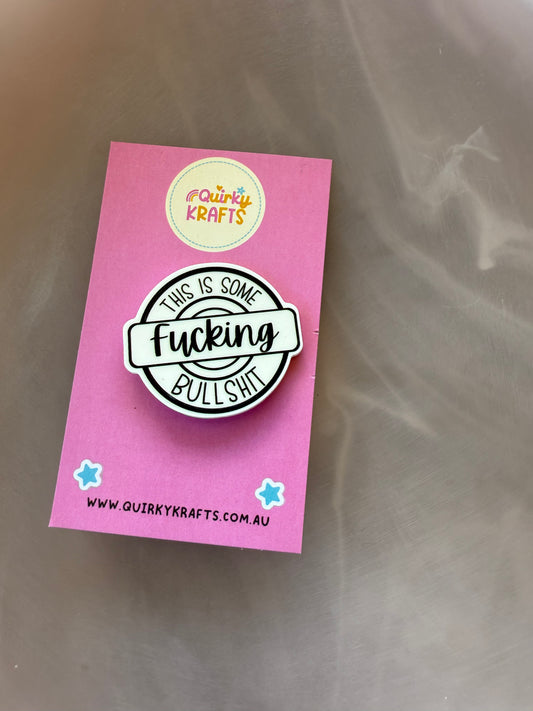 Quirky
KRAFTS
THIS IS SOME
Fucking
BULLSHIT
WWW.QUIRKYKRAFTS.COM.AU